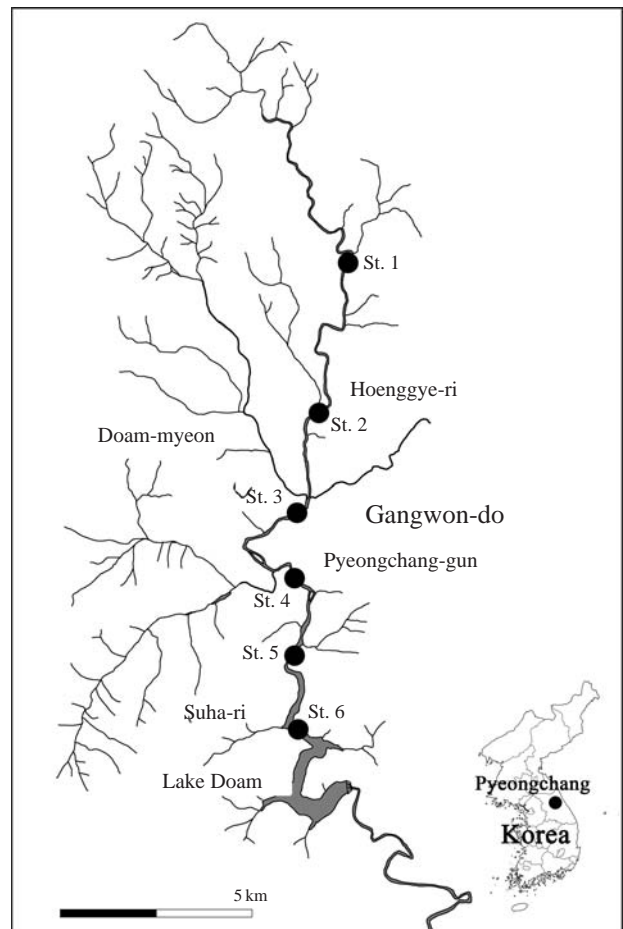 St. 1
Hoenggye-ri
St. 2
Doam-myeon
St. 3
Gangwon-do
Pyeongchang-gun
St. 4
St. 5
Suha-ri
St. 6
Lake Doam
Pyeongchang
Korea
5 km